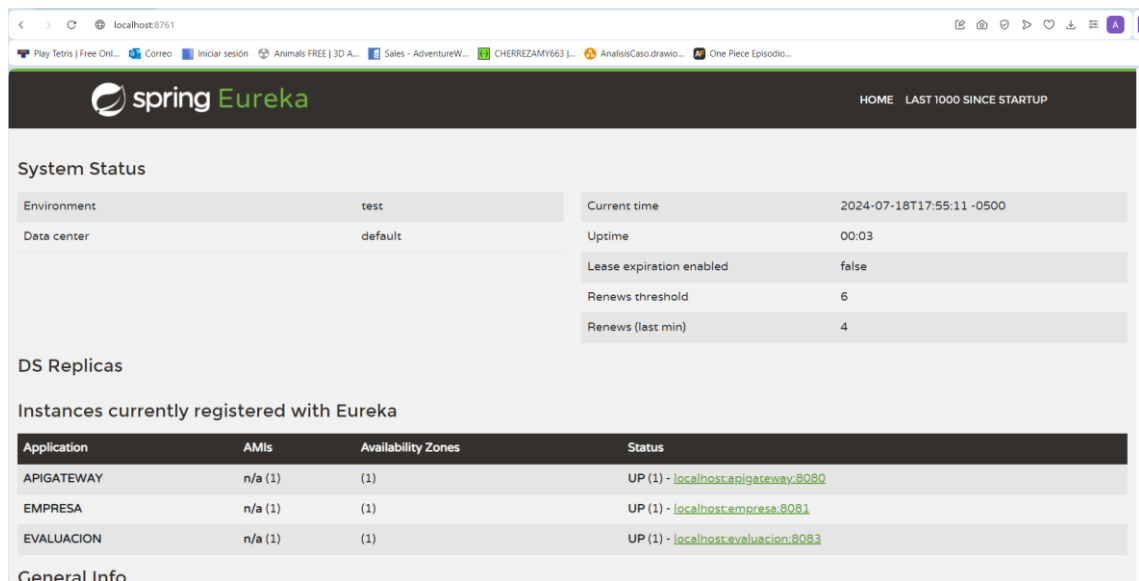 localhost:8761
A
Play Tetris | Free Onl... Correo Iniciar sesión Animals FREE | 3D A... Sales - AdventureW... CHERREZAMY663 |... AnalisisCaso.drawio... One Piece Episodio...
spring Eureka HOME LAST 1000 SINCE STARTUP
System Status
Environment test Current time 2024-07-18T17:55:11 -0500
Data center default Uptime 00:03
Lease expiration enabled false
Renews threshold 6
Renews (last min) 4
DS Replicas
Instances currently registered with Eureka
Application AMIs Availability Zones Status
APIGATEWAY n/a (1) (1) UP (1) - localhost:apigateway:8080
EMPRESA n/a (1) (1) UP (1) - localhost:empresa:8081
EVALUACION n/a (1) (1) UP (1) - localhost:evaluacion:8083
General Info